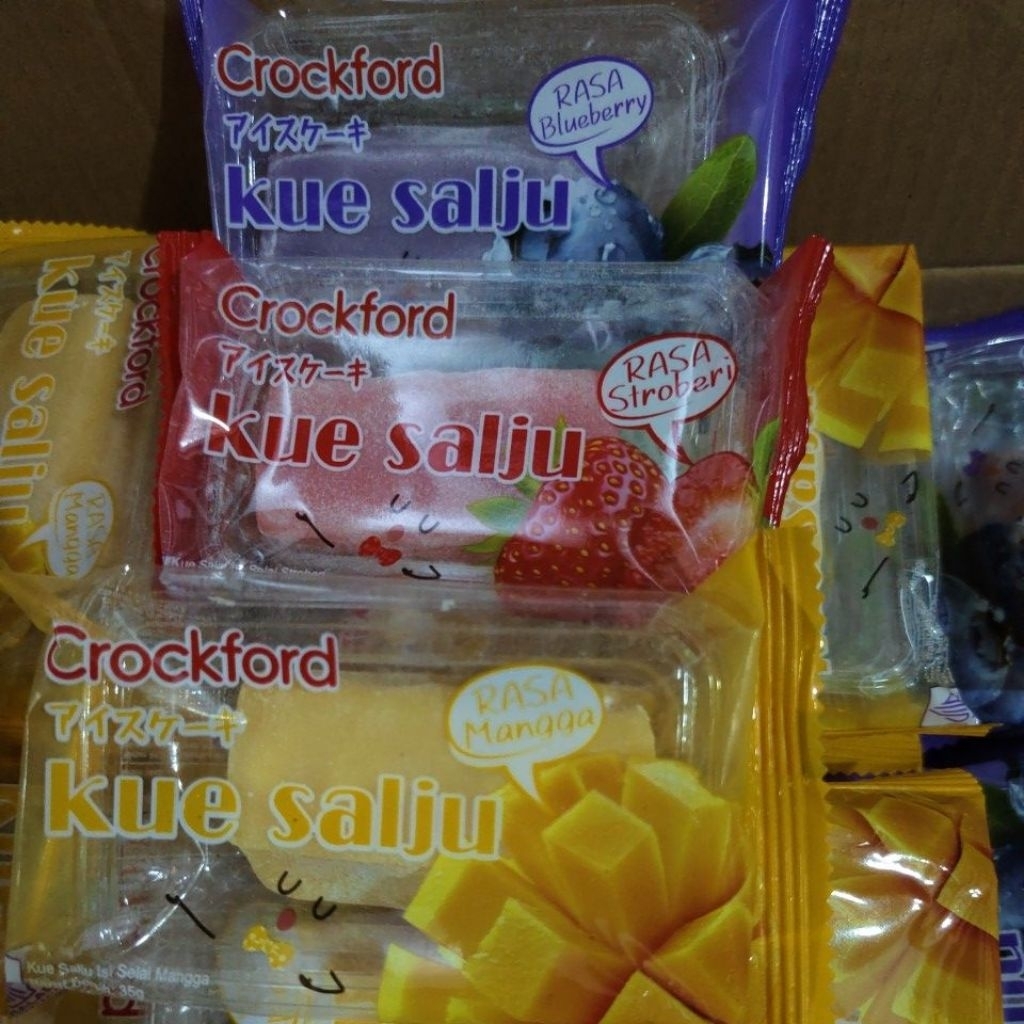 Crockford
アイスケーキ
kue salju
RASA
Blueberry
Crockford
アイスケーキ
kue salju
RASA
Stroberi
Crockford
アイスケーキ
kue salju
RASA
Mangga
Crockford
アイスケーキ
kue salju
RASA
Mangga
Kue Salju Isi Selai Mangga
35g